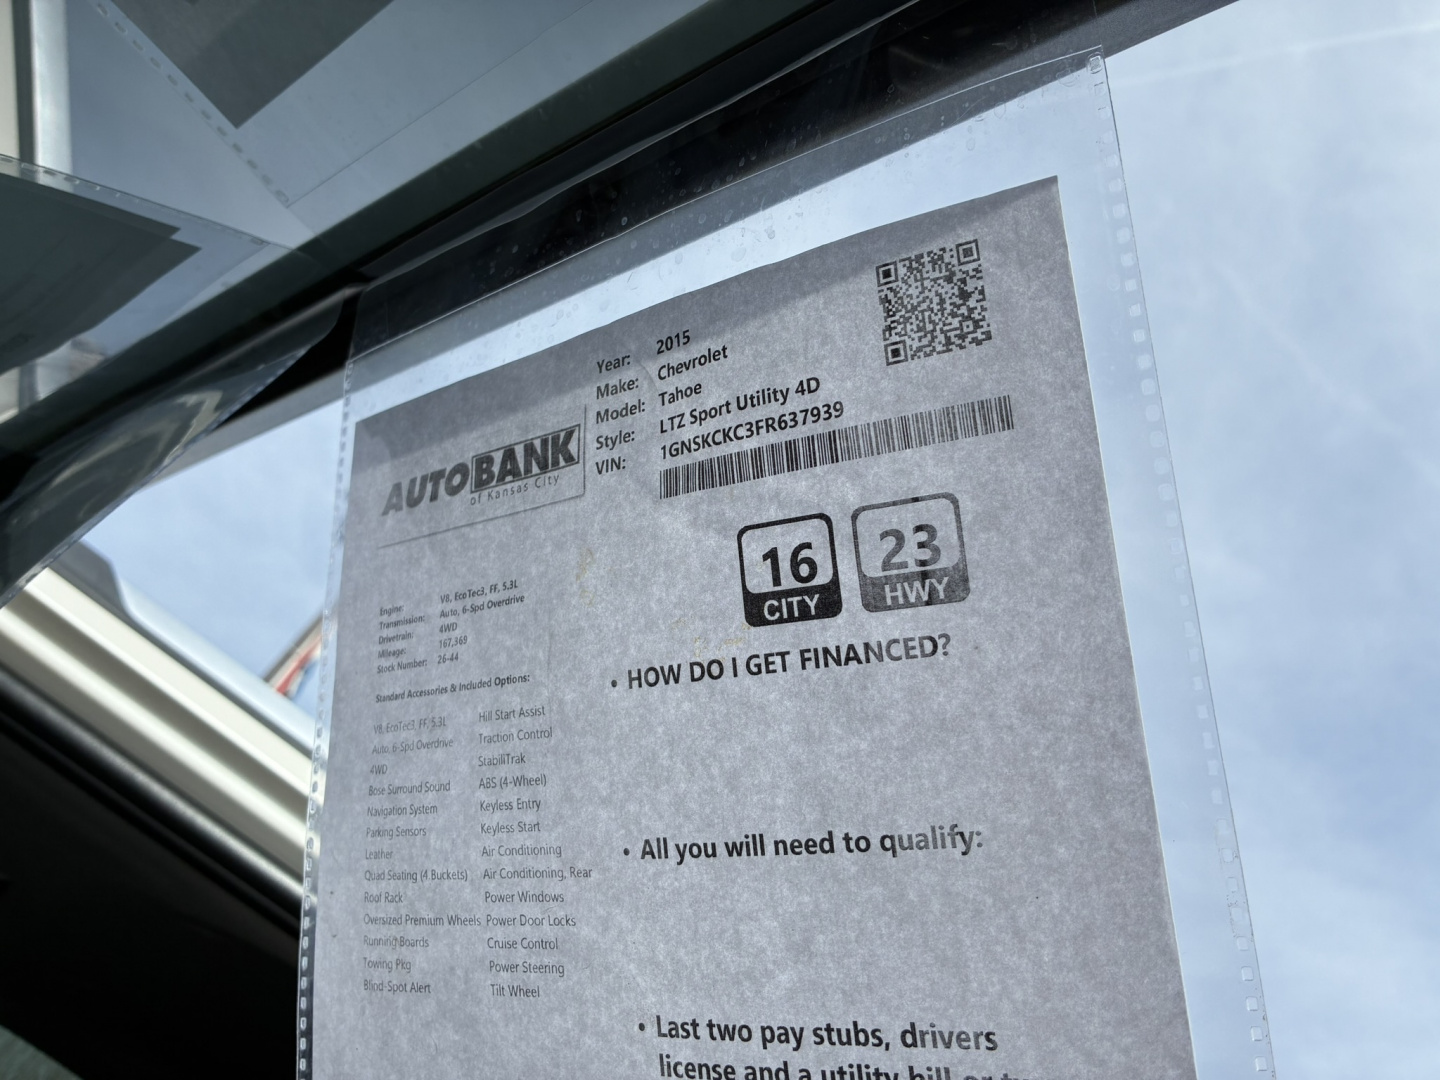 Year: 2015
Make: Chevrolet
Model: Tahoe
Style: LTZ Sport Utility 4D
VIN: 1GNSKCKC3FR637939
AUTOBANK
of Kansas City
16 CITY
23 HWY
Engine: V8, EcoTec3, FF, 5.3L
Transmission: Auto, 6-Spd Overdrive
Drivetrain: 4WD
Mileage: 167,369
Stock Number: 26-44
Standard Accessories & Included Options:
V8, EcoTec3, FF, 5.3L Hill Start Assist
Auto, 6-Spd Overdrive Traction Control
4WD StabiliTrak
Bose Surround Sound ABS (4-Wheel)
Navigation System Keyless Entry
Parking Sensors Keyless Start
Leather Air Conditioning
Quad Seating (4 Buckets) Air Conditioning, Rear
Roof Rack Power Windows
Oversized Premium Wheels Power Door Locks
Running Boards Cruise Control
Towing Pkg Power Steering
Blind-Spot Alert Tilt Wheel
• HOW DO I GET FINANCED?
• All you will need to qualify:
• Last two pay stubs, drivers
license and a utility bill or